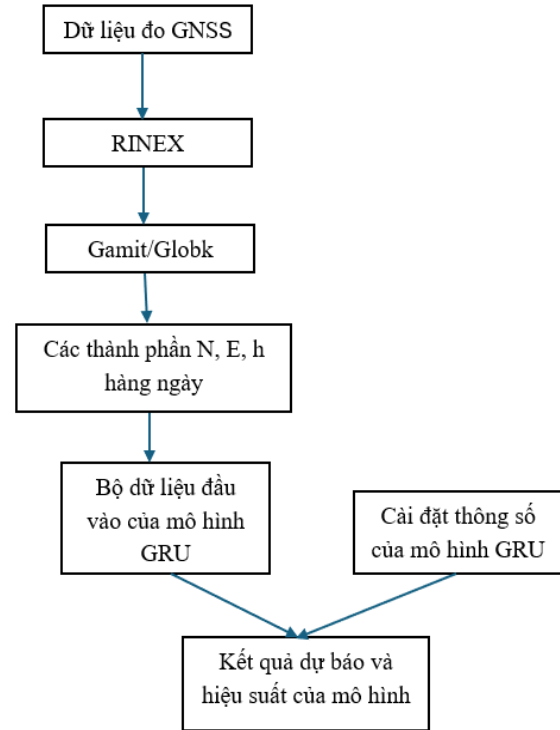 Dữ liệu đo GNSS
RINEX
Gamit/Globk
Các thành phần N, E, h
hàng ngày
Bộ dữ liệu đầu
vào của mô hình
GRU
Cài đặt thông số
của mô hình GRU
Kết quả dự báo và
hiệu suất của mô hình